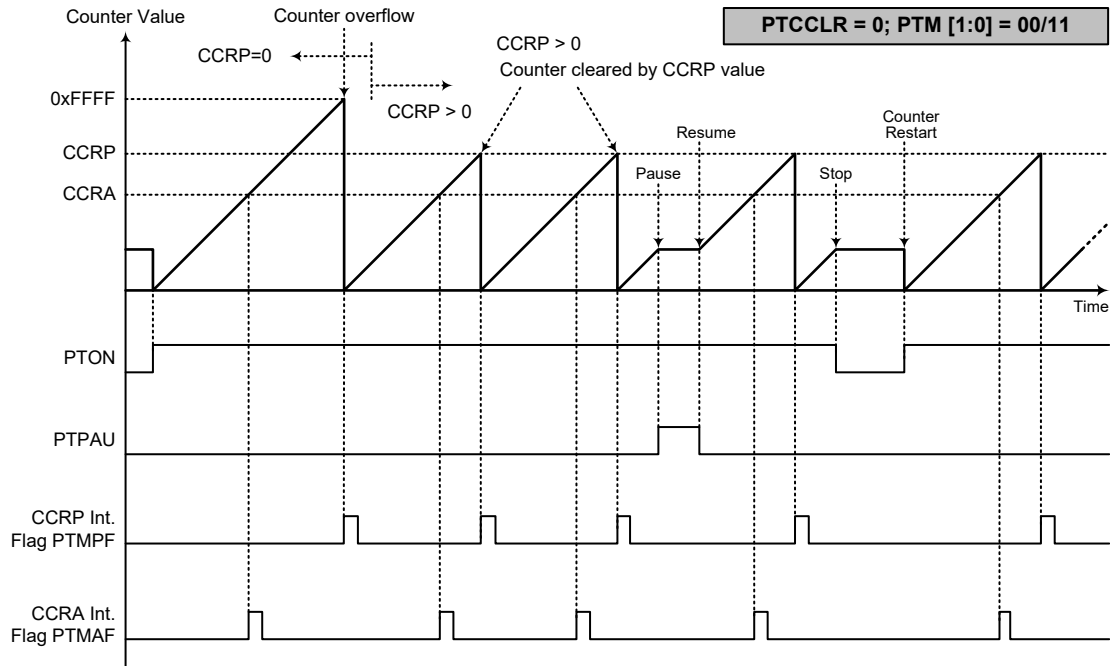 Counter Value
Counter overflow
PTCCLR = 0; PTM [1:0] = 00/11
CCRP=0
CCRP > 0
CCRP > 0
Counter cleared by CCRP value
0xFFFF
CCRP
CCRA
Pause
Resume
Stop
Counter
Restart
Time
PTON
PTPAU
CCRP Int.
Flag PTMPF
CCRA Int.
Flag PTMAF